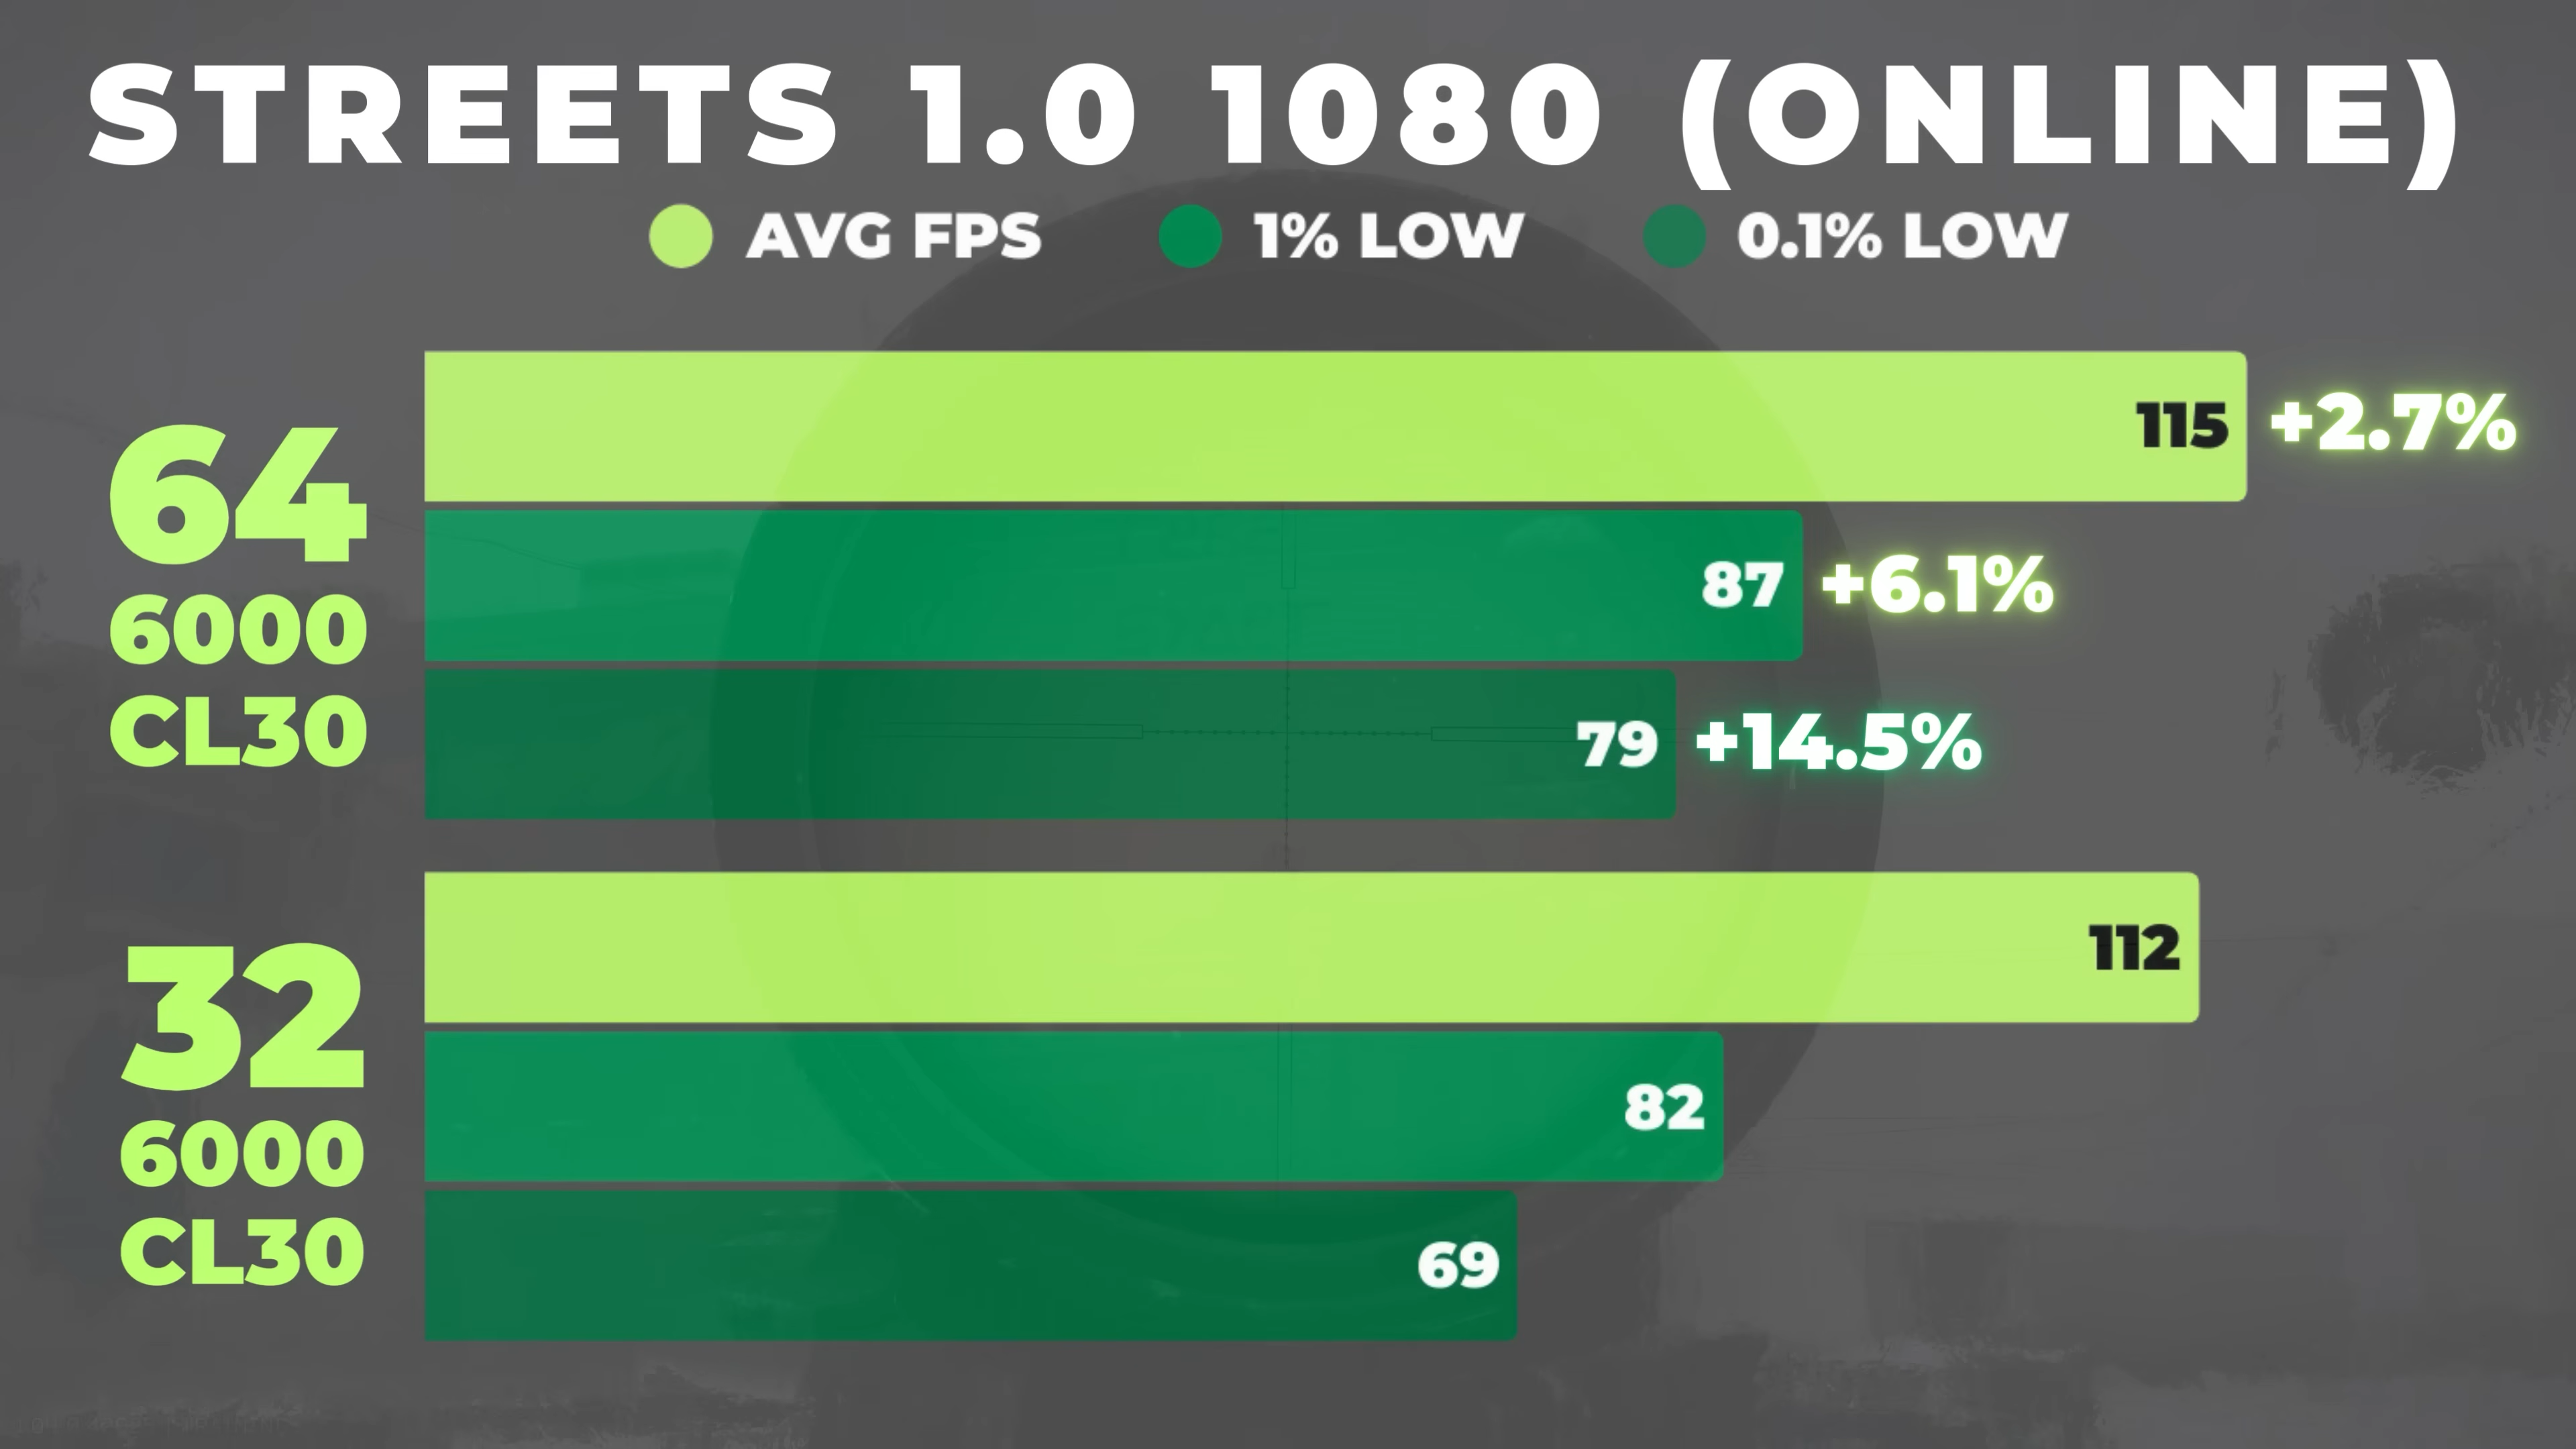 STREETS 1.0 1080 (ONLINE)
AVG FPS 1% LOW 0.1% LOW
64
6000
CL30
115 +2.7%
87 +6.1%
79 +14.5%
32
6000
CL30
112
82
69